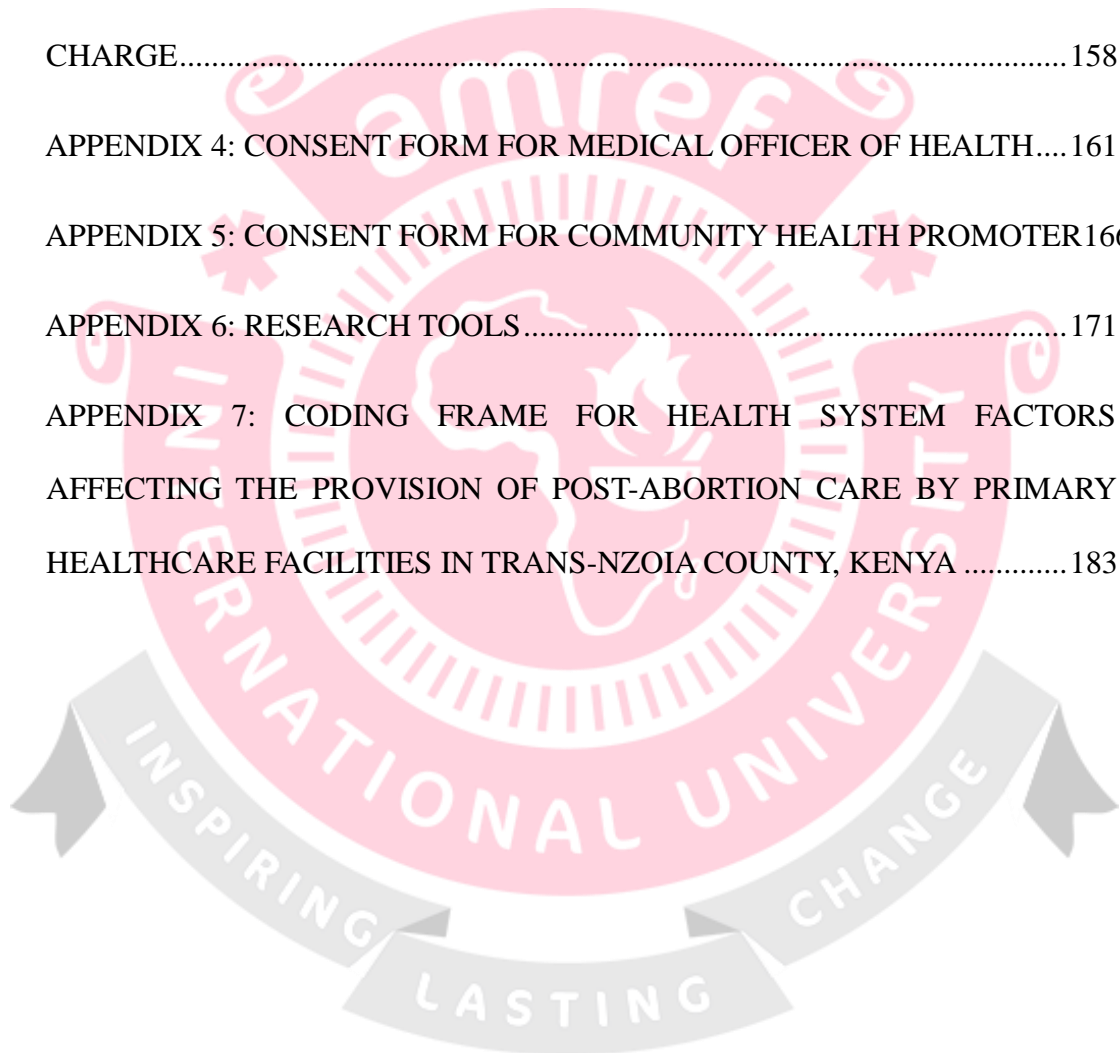 CHARGE..........................................................................................................158
APPENDIX 4: CONSENT FORM FOR MEDICAL OFFICER OF HEALTH....161
APPENDIX 5: CONSENT FORM FOR COMMUNITY HEALTH PROMOTER16
APPENDIX 6: RESEARCH TOOLS.................................................................171
APPENDIX 7: CODING FRAME FOR HEALTH SYSTEM FACTORS
AFFECTING THE PROVISION OF POST-ABORTION CARE BY PRIMARY
HEALTHCARE FACILITIES IN TRANS-NZOIA COUNTY, KENYA .............183
amref
INTERNATIONAL UNIVERSITY
INSPIRING LASTING CHANGE